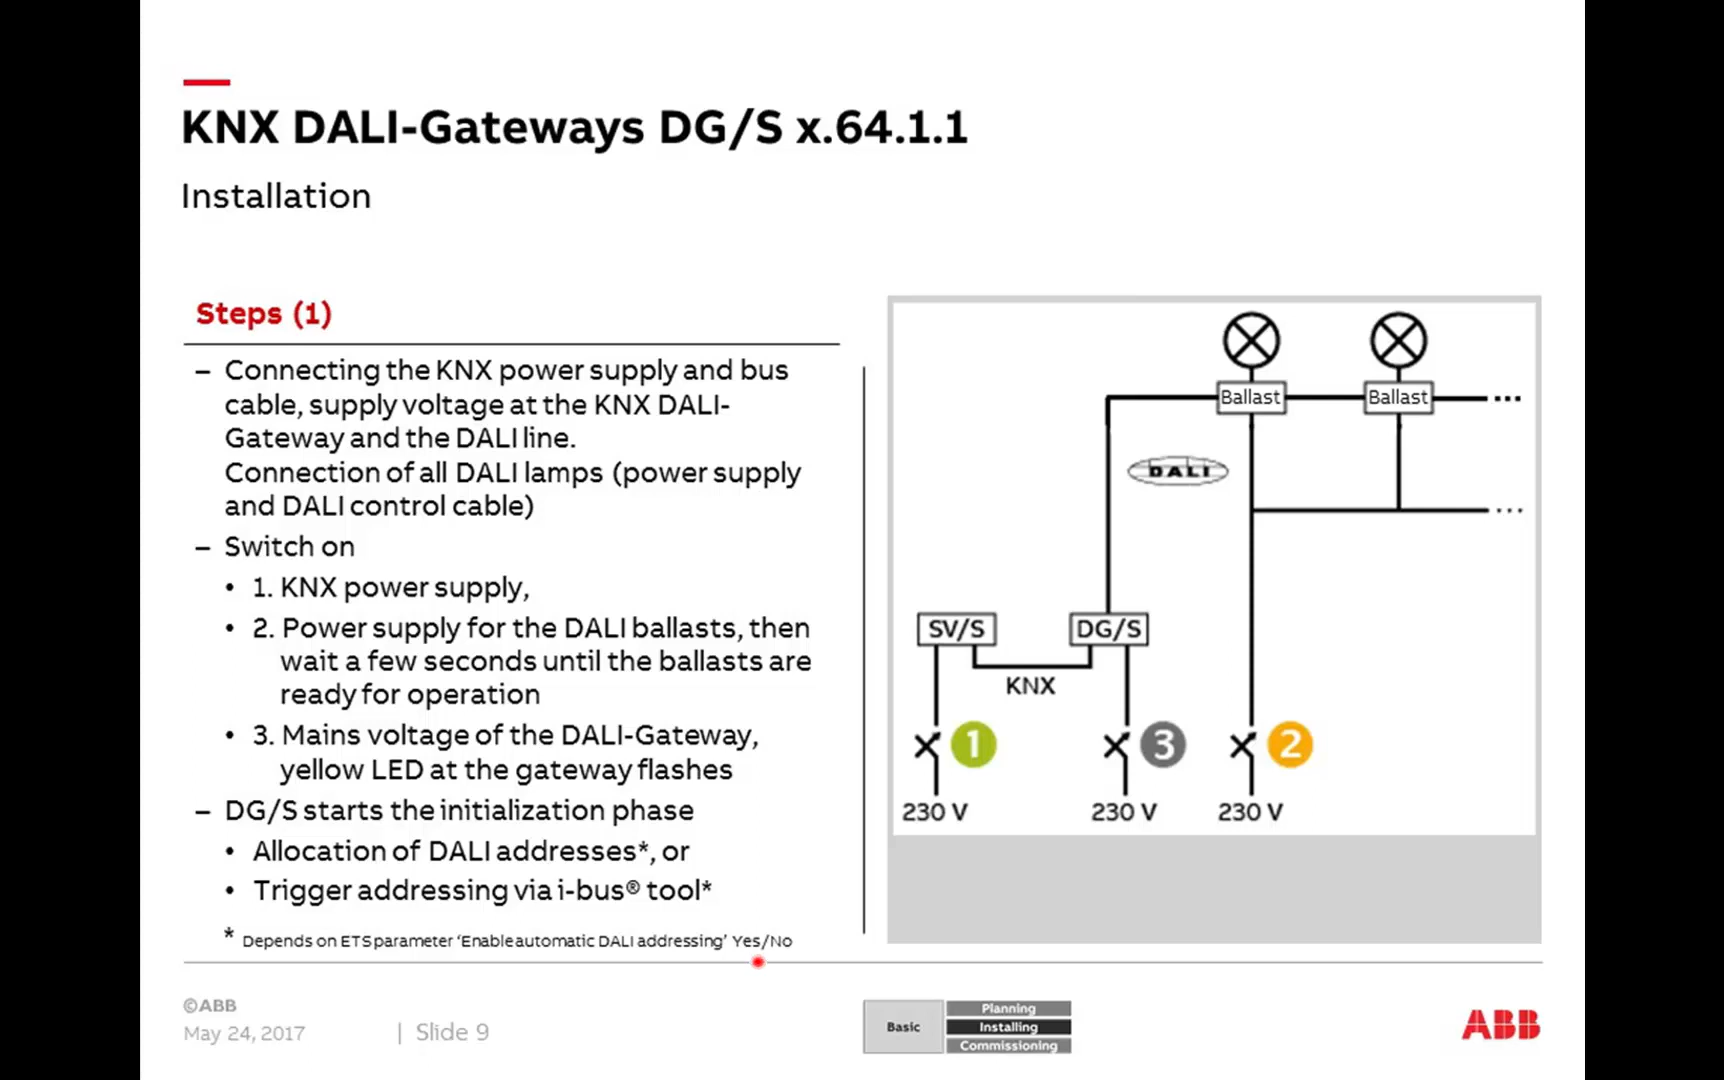 KNX DALI-Gateways DG/S x.64.1.1
Installation
Steps (1)
– Connecting the KNX power supply and bus
cable, supply voltage at the KNX DALI-
Gateway and the DALI line.
Connection of all DALI lamps (power supply
and DALI control cable)
– Switch on
• 1. KNX power supply,
• 2. Power supply for the DALI ballasts, then
wait a few seconds until the ballasts are
ready for operation
• 3. Mains voltage of the DALI-Gateway,
yellow LED at the gateway flashes
– DG/S starts the initialization phase
• Allocation of DALI addresses*, or
• Trigger addressing via i-bus® tool*
* Depends on ETS parameter ‘Enable automatic DALI addressing’ Yes/No
Ballast Ballast
DALI
SV/S DG/S
KNX
1 3 2
230 V 230 V 230 V
©ABB
May 24, 2017 | Slide 9
Basic
Planning
Installing
Commissioning
ABB